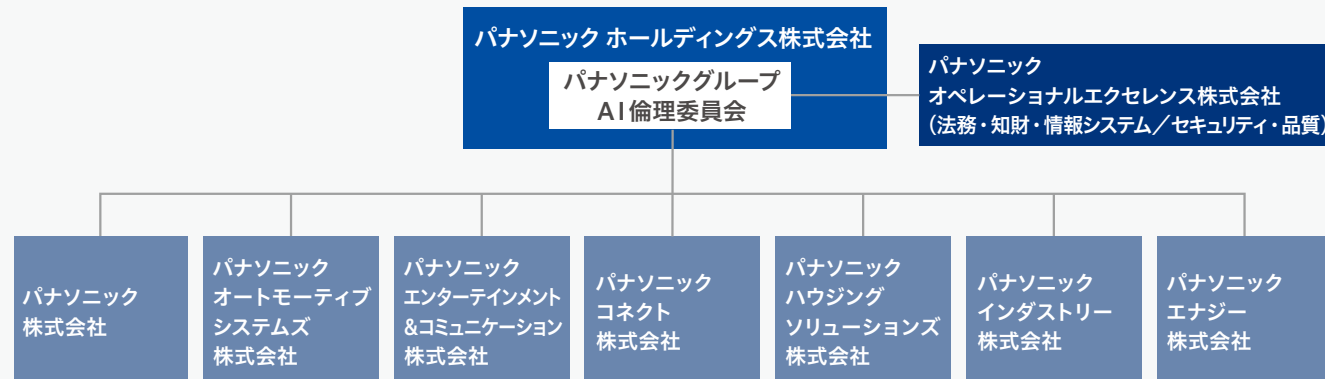 パナソニック ホールディングス株式会社
パナソニックグループ
AI倫理委員会
パナソニック
オペレーショナルエクセレンス株式会社
(法務・知財・情報システム／セキュリティ・品質)
パナソニック
株式会社
パナソニック
オートモーティブ
システムズ
株式会社
パナソニック
エンターテインメント
&コミュニケーション
株式会社
パナソニック
コネクト
株式会社
パナソニック
ハウジング
ソリューションズ
株式会社
パナソニック
インダストリー
株式会社
パナソニック
エナジー
株式会社